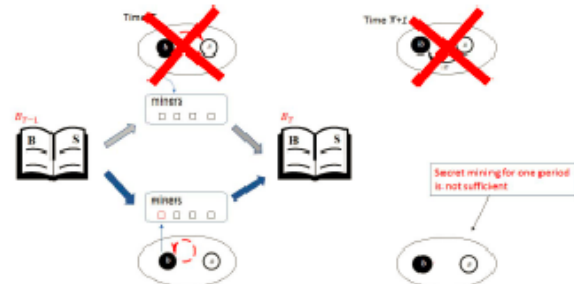 Time T
Time T+1
b
s
miners
B_{T-1}
B_T
B S
B S
miners
Secret mining for one period
is not sufficient
b
s
b
s